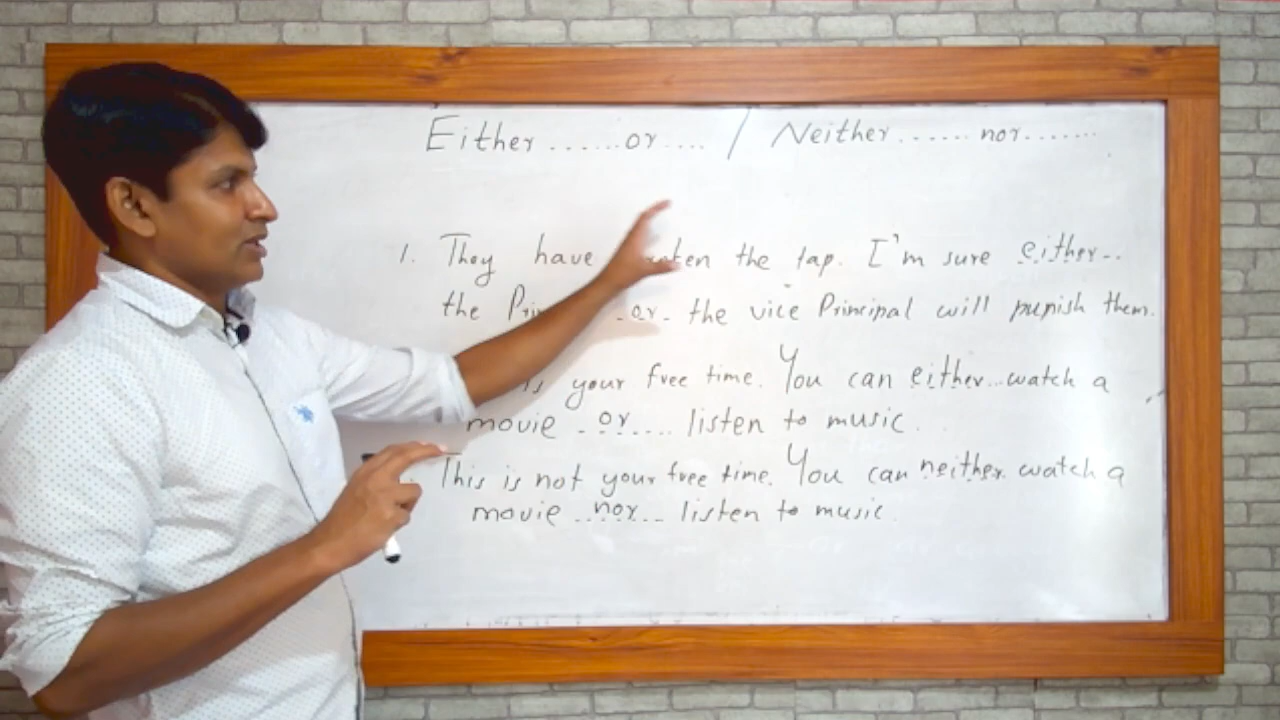 Either ......or .... / Neither ...... nor.......
1. They have the tap. I'm sure either..
the .or. the vice Principal will punish them.
is your free time. You can either...watch a
movie . or.... listen to music.
This is not your free time. You can neither. watch a
movie ..nor... listen to music.